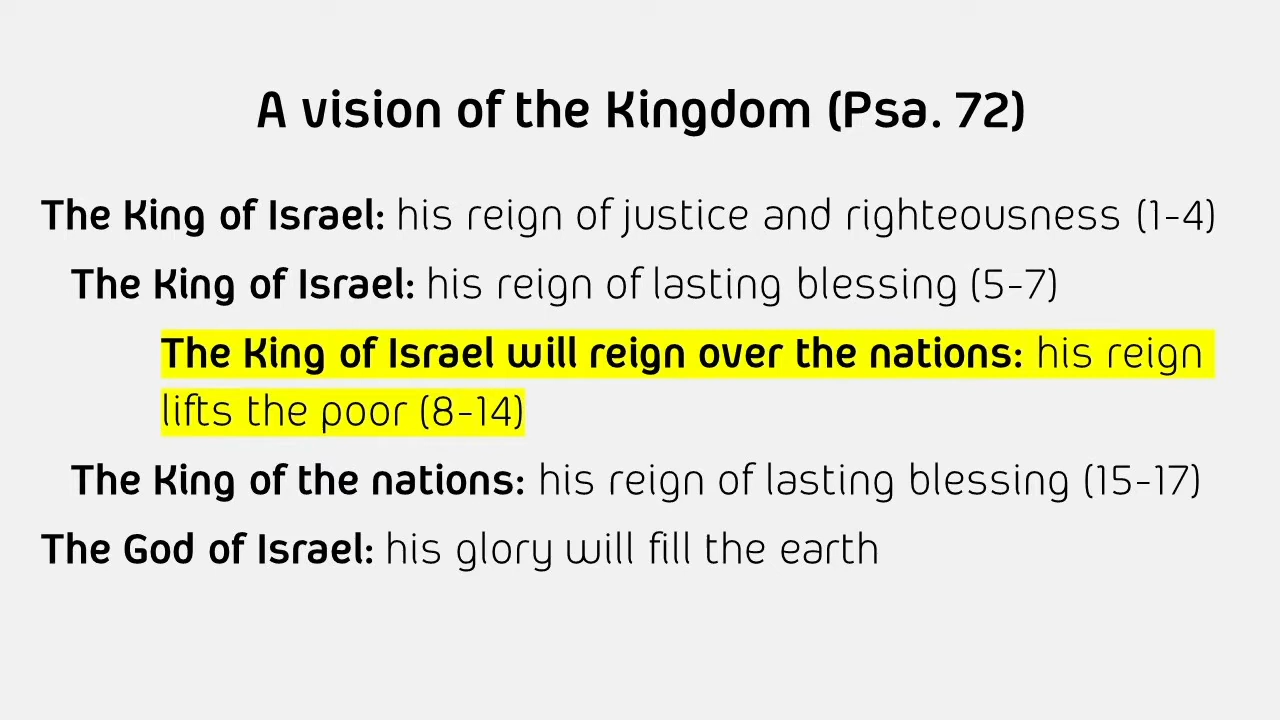 A vision of the Kingdom (Psa. 72)
The King of Israel: his reign of justice and righteousness (1-4)
The King of Israel: his reign of lasting blessing (5-7)
The King of Israel will reign over the nations: his reign
lifts the poor (8-14)
The King of the nations: his reign of lasting blessing (15-17)
The God of Israel: his glory will fill the earth